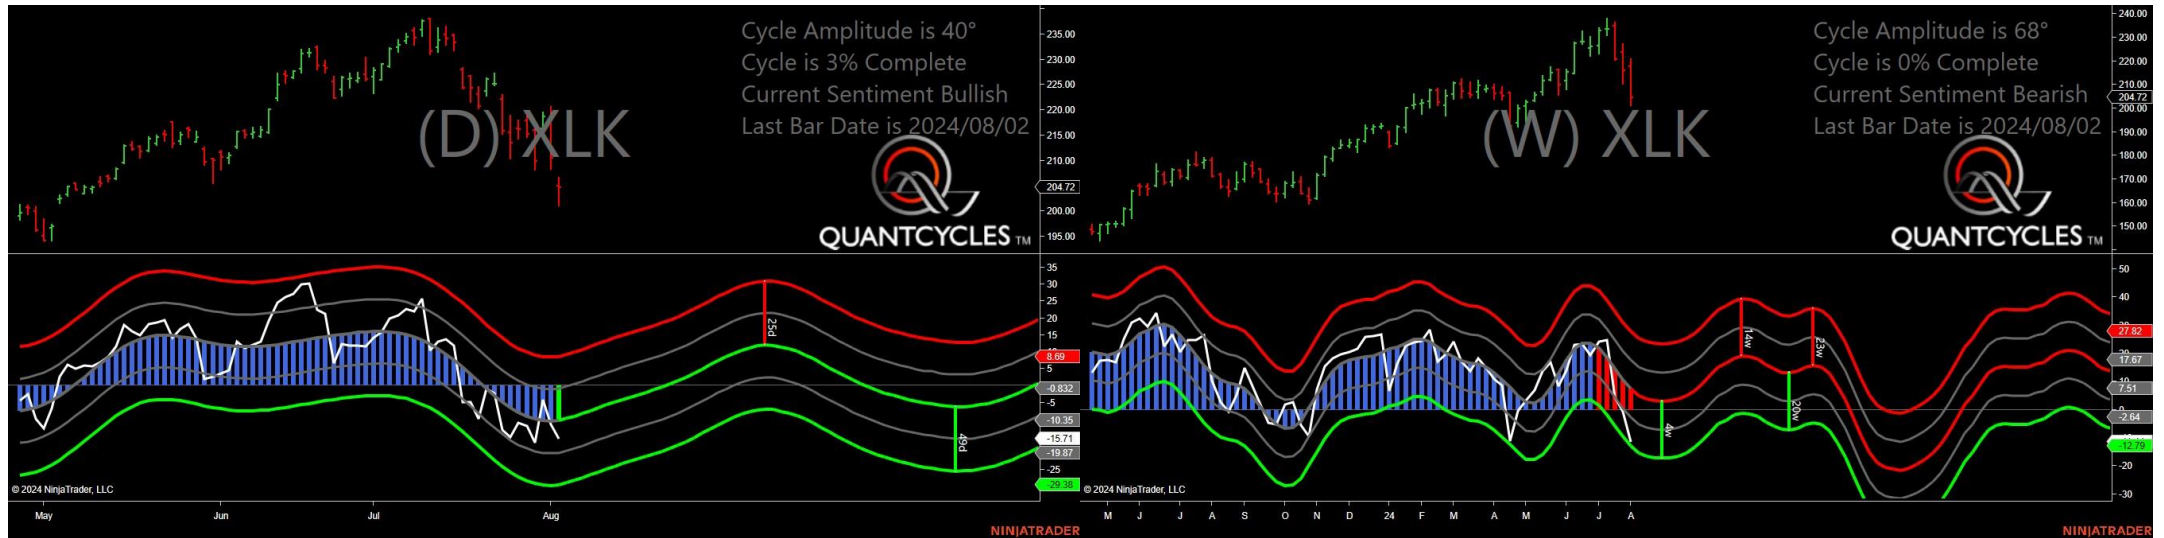 Cycle Amplitude is 40°
Cycle is 3% Complete
Current Sentiment Bullish
Last Bar Date is 2024/08/02
(D) XLK
QUANTCYCLES TM
235.00
230.00
225.00
220.00
215.00
210.00
204.72
200.00
195.00
35
30
25
20
15
8.69
5
-0.832
-5
-10.35
-15.71
-19.87
-25
-29.38
25d
49d
© 2024 NinjaTrader, LLC
May Jun Jul Aug
NINJATRADER
Cycle Amplitude is 68°
Cycle is 0% Complete
Current Sentiment Bearish
Last Bar Date is 2024/08/02
(W) XLK
QUANTCYCLES TM
240.00
230.00
220.00
210.00
204.72
200.00
190.00
180.00
170.00
160.00
150.00
50
40
27.82
17.67
7.51
-2.64
-12.79
-20
-30
14w
23w
4w
20w
© 2024 NinjaTrader, LLC
M J J A S O N D 24 F M A M J J A
NINJATRADER